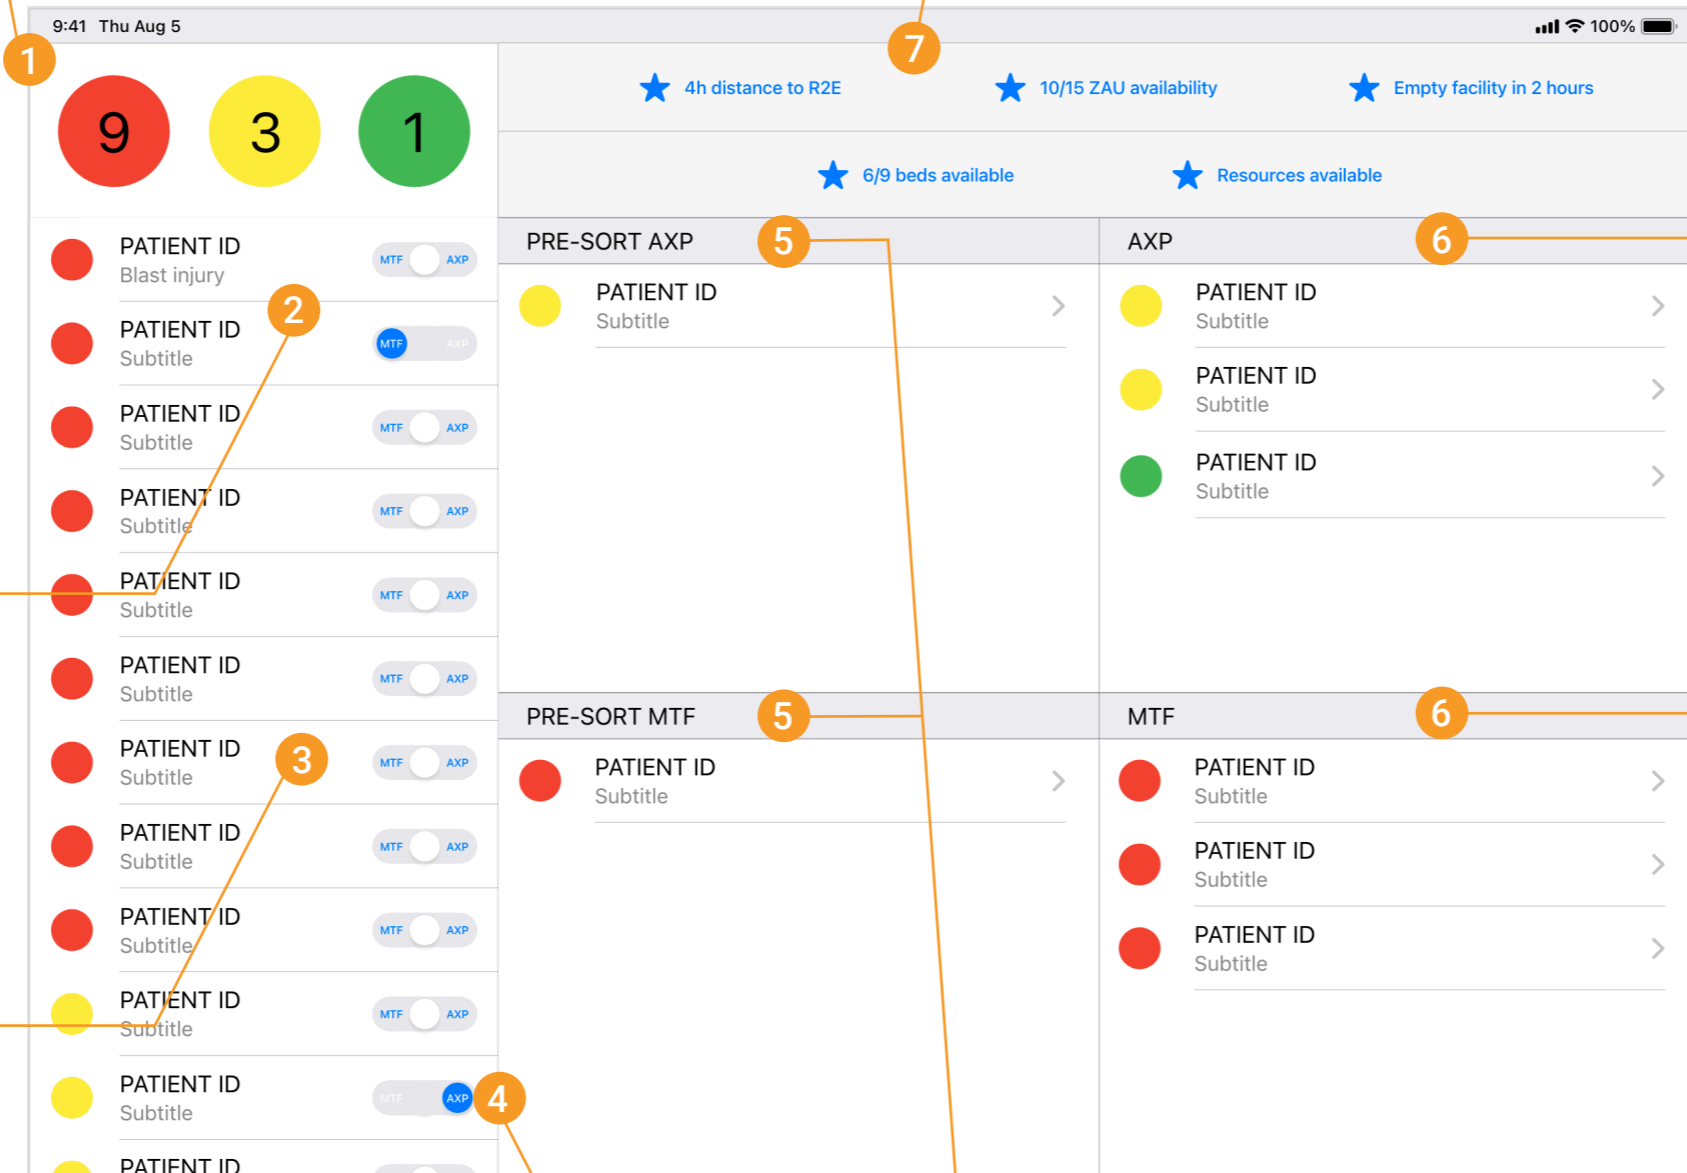 9:41 Thu Aug 5
100%
1
7
9
3
1
4h distance to R2E
10/15 ZAU availability
Empty facility in 2 hours
6/9 beds available
Resources available
PATIENT ID
Blast injury
MTF AXP
2
PATIENT ID
Subtitle
MTF AXP
PATIENT ID
Subtitle
MTF AXP
PATIENT ID
Subtitle
MTF AXP
PATIENT ID
Subtitle
MTF AXP
PATIENT ID
Subtitle
MTF AXP
PATIENT ID
Subtitle
3
MTF AXP
PATIENT ID
Subtitle
MTF AXP
PATIENT ID
Subtitle
MTF AXP
PATIENT ID
Subtitle
MTF AXP
PATIENT ID
Subtitle
MTF AXP
4
PATIENT ID
PRE-SORT AXP
5
PATIENT ID
Subtitle
AXP
6
PATIENT ID
Subtitle
PATIENT ID
Subtitle
PATIENT ID
Subtitle
PRE-SORT MTF
5
PATIENT ID
Subtitle
MTF
6
PATIENT ID
Subtitle
PATIENT ID
Subtitle
PATIENT ID
Subtitle